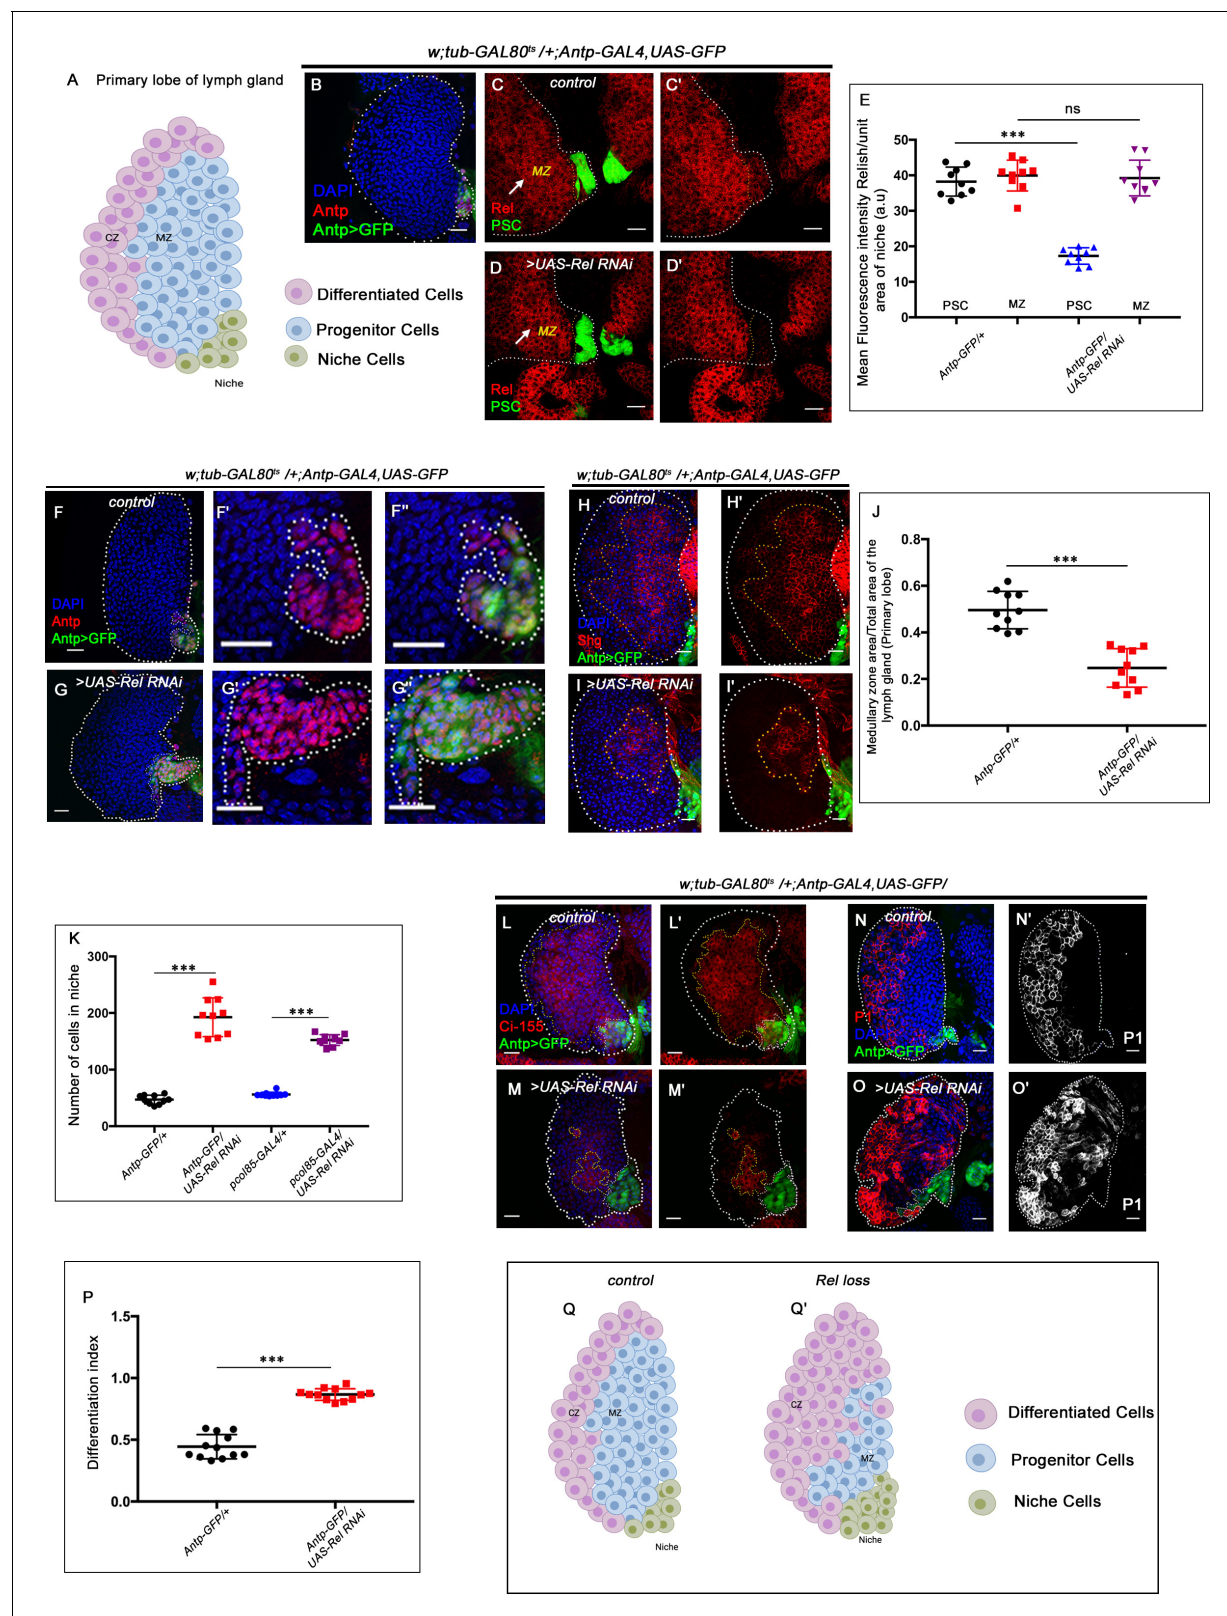 w;tub-GAL80ts /+;Antp-GAL4,UAS-GFP
A Primary lobe of lymph gland
CZ MZ
Niche
Differentiated Cells
Progenitor Cells
Niche Cells
B
DAPI
Antp
Antp>GFP
C control
MZ
Rel
PSC
C'
D >UAS-Rel RNAi
MZ
Rel
PSC
D'
E
ns
***
Mean Fluorescence intensity Relish/unit
area of niche (a.u)
50
40
30
20
10
0
PSC MZ PSC MZ
Antp-GFP/+
Antp-GFP/
UAS-Rel RNAi
w;tub-GAL80ts /+;Antp-GAL4,UAS-GFP
F control
DAPI
Antp
Antp>GFP
F'
F''
G >UAS-Rel RNAi
G'
G''
w;tub-GAL80ts /+;Antp-GAL4,UAS-GFP
H control
DAPI
Shg
Antp>GFP
H'
I >UAS-Rel RNAi
I'
J
***
Medullary zone area/Total area of the
lymph gland (Primary lobe)
0.8
0.6
0.4
0.2
0.0
Antp-GFP/+
Antp-GFP/
UAS-Rel RNAi
K
***
***
Number of cells in niche
300
200
100
0
Antp-GFP/+
Antp-GFP/
UAS-Rel RNAi
pcol85-GAL4/+
pcol85-GAL4/
UAS-Rel RNAi
w;tub-GAL80ts /+;Antp-GAL4,UAS-GFP/
L control
DAPI
Ci-155
Antp>GFP
L'
M >UAS-Rel RNAi
M'
N control
P1
DA
Antp>GFP
N'
P1
O >UAS-Rel RNAi
O'
P1
P
***
Differentiation index
1.5
1.0
0.5
0.0
Antp-GFP/+
Antp-GFP/
UAS-Rel RNAi
control
Rel loss
Q
CZ MZ
Niche
Q'
CZ
MZ
Niche
Differentiated Cells
Progenitor Cells
Niche Cells